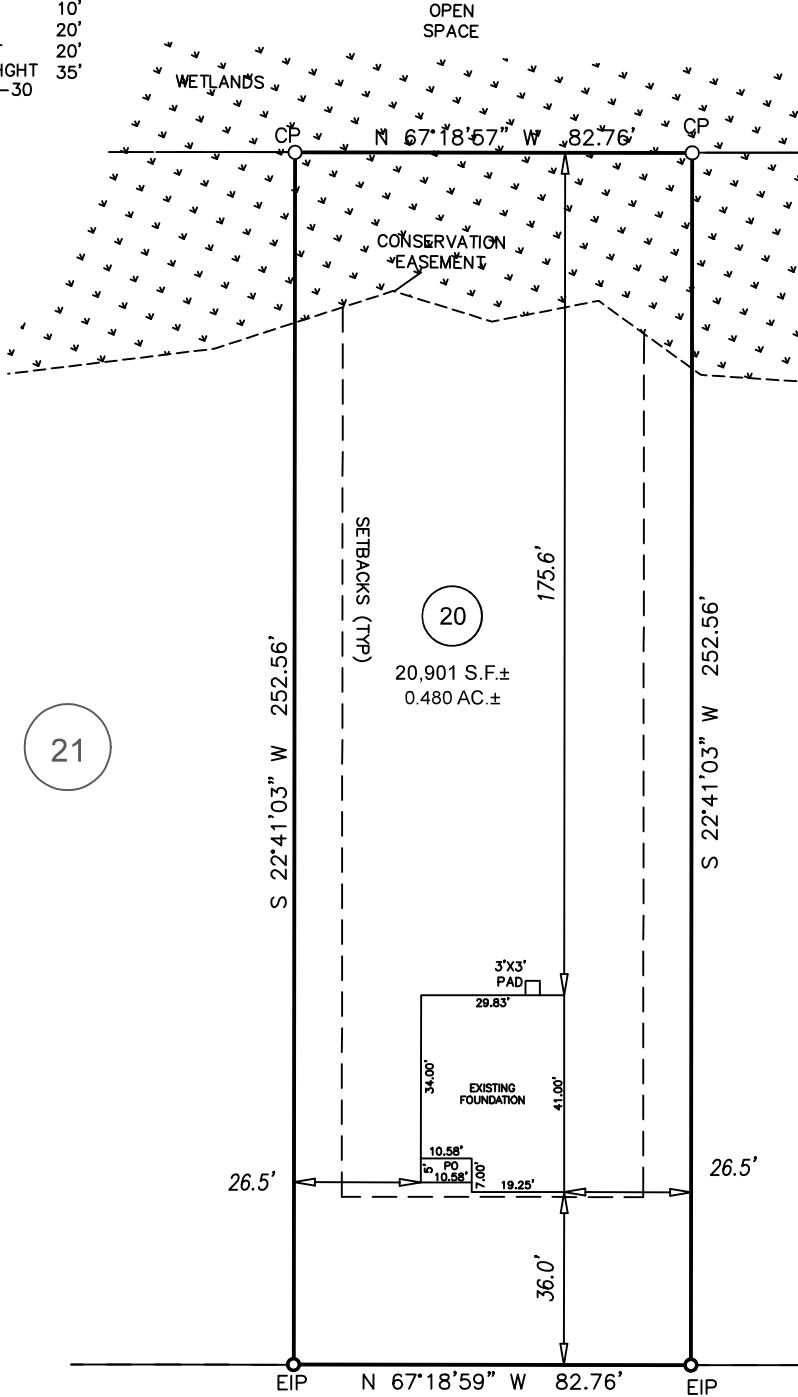 10'
20'
20'
35'
-30
OPEN
SPACE
WETLANDS
CP
N 67°18'57" W 82.76'
CP
CONSERVATION
EASEMENT
SETBACKS (TYP)
175.6'
20
20,901 S.F.±
0.480 AC.±
S 22°41'03" W 252.56'
S 22°41'03" W 252.56'
21
3'X3'
PAD
29.83'
34.00'
EXISTING
FOUNDATION
41.00'
10.58'
5'
PO
10.58'
7.00'
19.25'
26.5'
26.5'
36.0'
EIP
N 67°18'59" W 82.76'
EIP